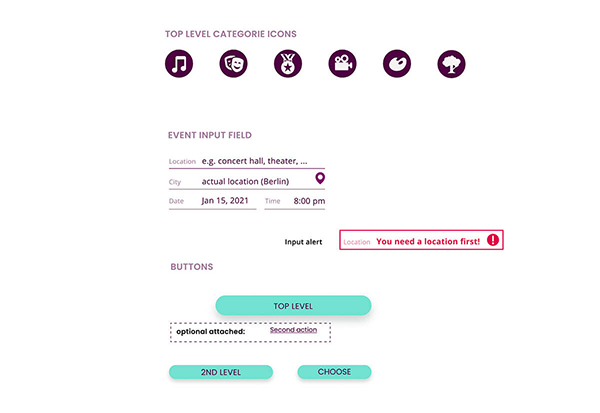 TOP LEVEL CATEGORIE ICONS
EVENT INPUT FIELD
Location e.g. concert hall, theater, ...
City actual location (Berlin)
Date Jan 15, 2021 Time 8:00 pm
Input alert Location You need a location first!
BUTTONS
TOP LEVEL
optional attached: Second action
2ND LEVEL CHOOSE